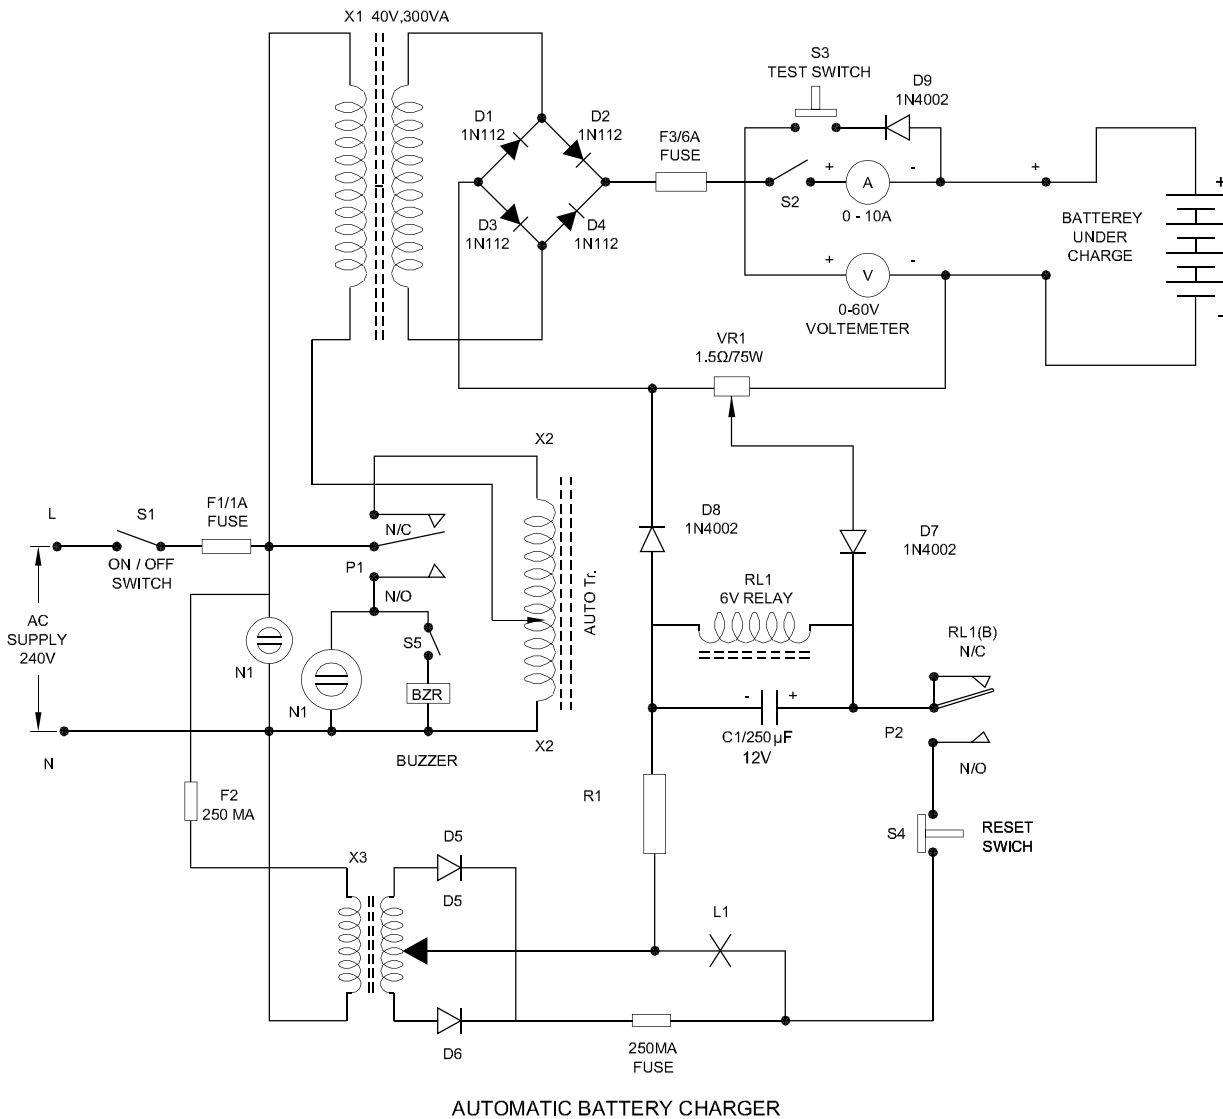 X1 40V,300VA
S3
TEST SWITCH
D9
1N4002
D1
1N112
D2
1N112
F3/6A
FUSE
+
-
+
+
A
S2
0 - 10A
D3
1N112
D4
1N112
BATTEREY
UNDER
CHARGE
+
-
V
-
0-60V
VOLTEMETER
VR1
1.5Ω/75W
X2
L
S1
F1/1A
FUSE
N/C
ON / OFF
SWITCH
P1
N/O
AUTO Tr.
D8
1N4002
D7
1N4002
RL1
6V RELAY
AC
SUPPLY
240V
N1
S5
N1
BZR
RL1(B)
N/C
-
+
C1/250µF
12V
P2
N/O
N
BUZZER
X2
F2
250 MA
R1
S4
RESET
SWICH
X3
D5
D5
L1
D6
250MA
FUSE
AUTOMATIC BATTERY CHARGER